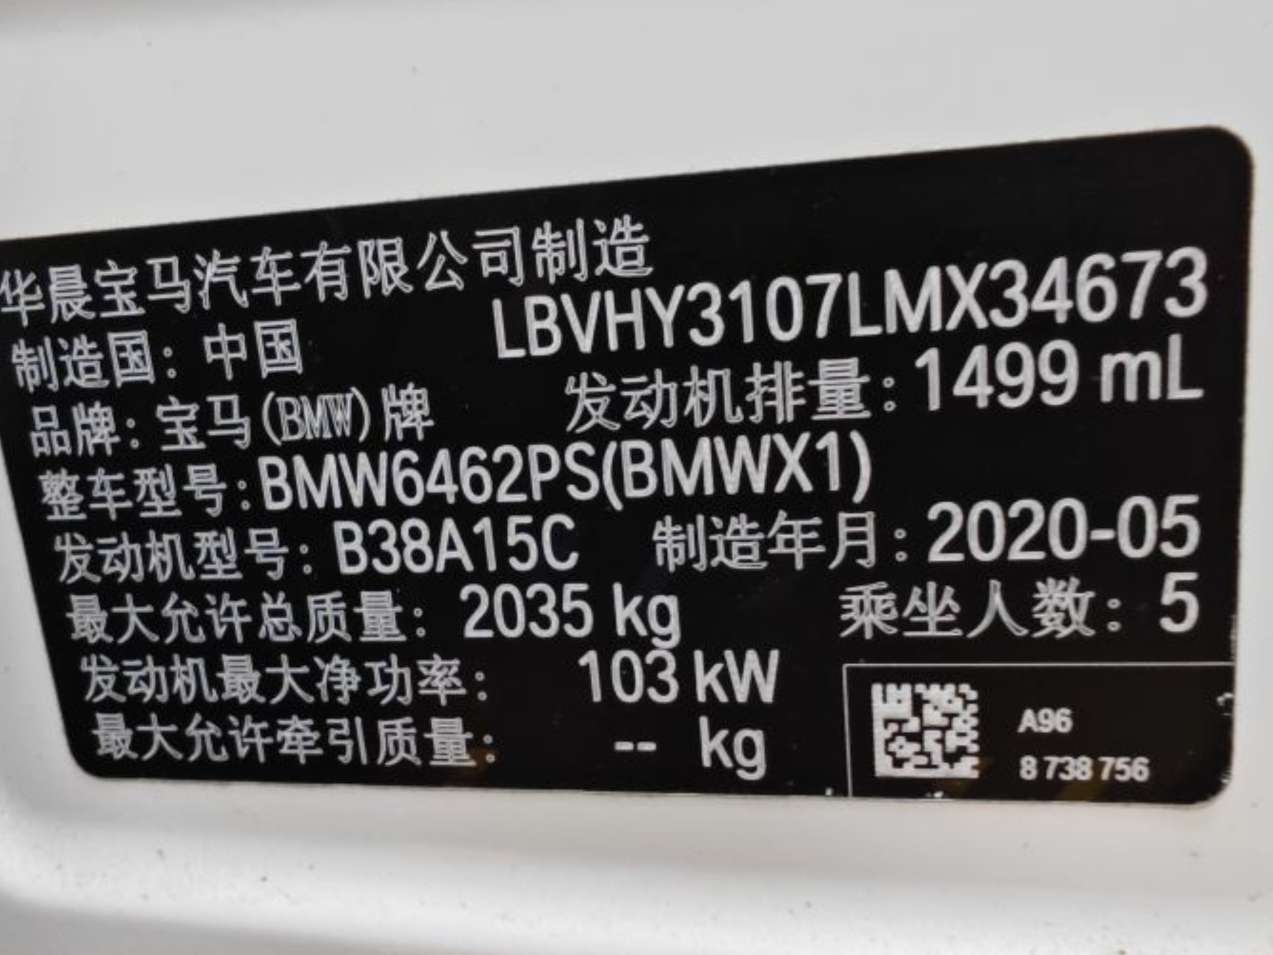 华晨宝马汽车有限公司制造
制造国：中国 LBVHY3107LMX34673
品牌：宝马(BMW)牌 发动机排量：1499 mL
整车型号：BMW6462PS(BMWX1)
发动机型号：B38A15C 制造年月：2020-05
最大允许总质量：2035 kg 乘坐人数：5
发动机最大净功率：103 kW
最大允许牵引质量：-- kg
A96
8 738 756